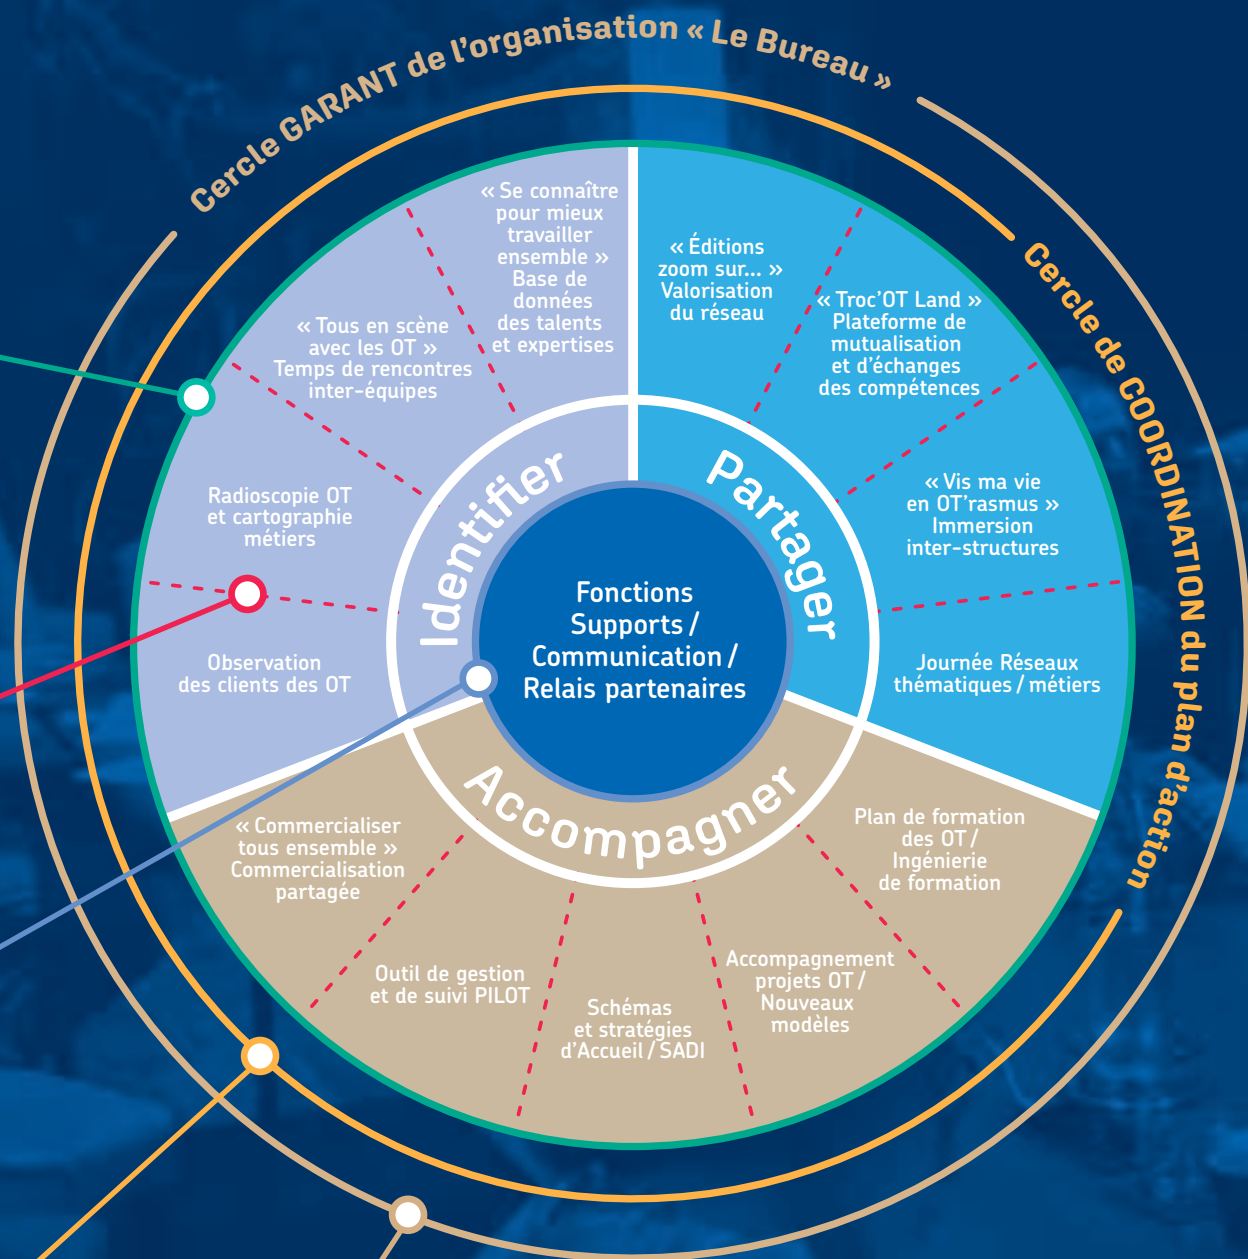 Cercle GARANT de l’organisation « Le Bureau »
Cercle de COORDINATION du plan d’action
« Se connaître
pour mieux
travailler
ensemble »
Base de
données
des talents
et expertises
« Tous en scène
avec les OT »
Temps de rencontres
inter-équipes
Radioscopie OT
et cartographie
métiers
Observation
des clients des OT
Identifier
« Éditions
zoom sur... »
Valorisation
du réseau
« Troc’OT Land »
Plateforme de
mutualisation
et d’échanges
des compétences
« Vis ma vie
en OT’rasmus »
Immersion
inter-structures
Journée Réseaux
thématiques / métiers
Partager
Fonctions
Supports /
Communication /
Relais partenaires
Accompagner
« Commercialiser
tous ensemble »
Commercialisation
partagée
Outil de gestion
et de suivi PILOT
Schémas
et stratégies
d’Accueil / SADI
Accompagnement
projets OT /
Nouveaux
modèles
Plan de formation
des OT /
Ingénierie
de formation